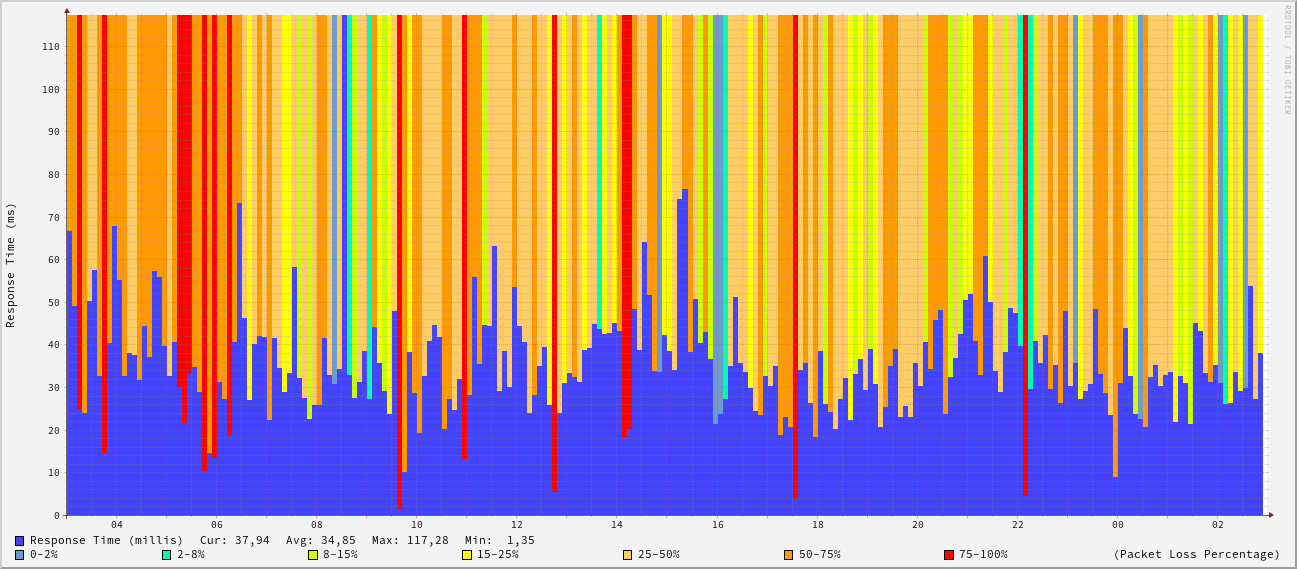 RRDTOOL / TOBI OETIKER
Response Time (ms)
110
100
90
80
70
60
50
40
30
20
10
0
04 06 08 10 12 14 16 18 20 22 00 02
Response Time (millis) Cur: 37,94 Avg: 34,85 Max: 117,28 Min: 1,35
0-2% 2-8% 8-15% 15-25% 25-50% 50-75% 75-100% (Packet Loss Percentage)